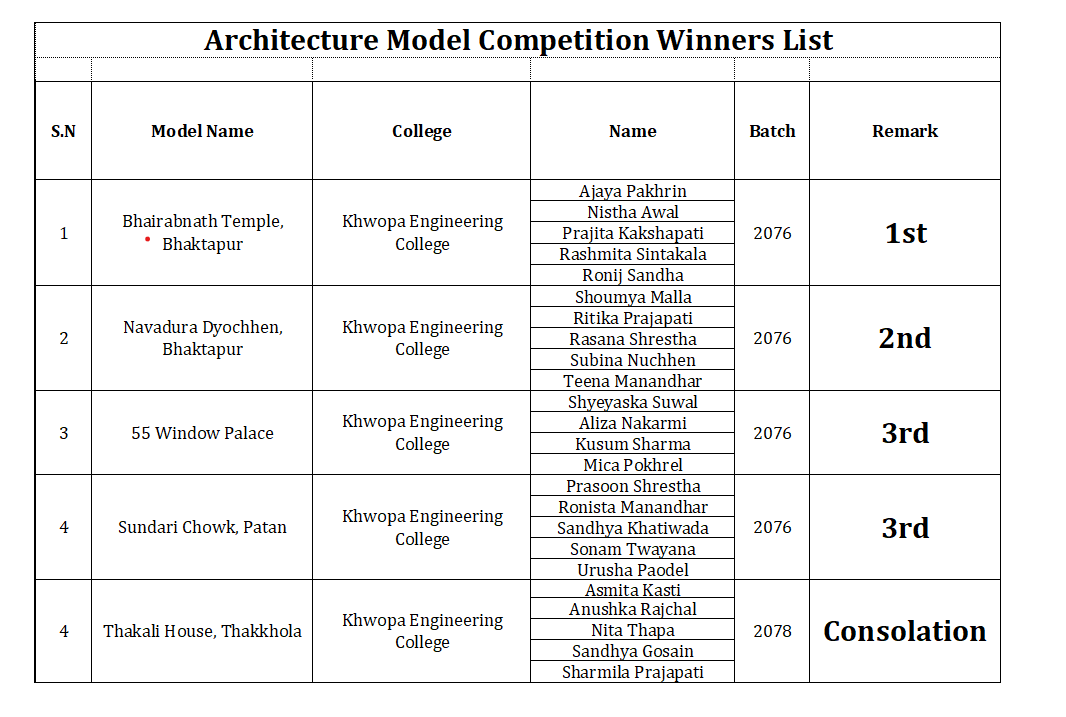 Architecture Model Competition Winners List
S.N Model Name College Name Batch Remark
1
Bhairabnath Temple,
Bhaktapur
Khwopa Engineering
College
Ajaya Pakhrin
Nistha Awal
Prajita Kakshapati
Rashmita Sintakala
Ronij Sandha
2076
1st
2
Navadura Dyochhen,
Bhaktapur
Khwopa Engineering
College
Shoumya Malla
Ritika Prajapati
Rasana Shrestha
Subina Nuchhen
Teena Manandhar
2076
2nd
3
55 Window Palace
Khwopa Engineering
College
Shyeyaska Suwal
Aliza Nakarmi
Kusum Sharma
Mica Pokhrel
2076
3rd
4
Sundari Chowk, Patan
Khwopa Engineering
College
Prasoon Shrestha
Ronista Manandhar
Sandhya Khatiwada
Sonam Twayana
Urusha Paodel
2076
3rd
4
Thakali House, Thakkhola
Khwopa Engineering
College
Asmita Kasti
Anushka Rajchal
Nita Thapa
Sandhya Gosain
Sharmila Prajapati
2078
Consolation